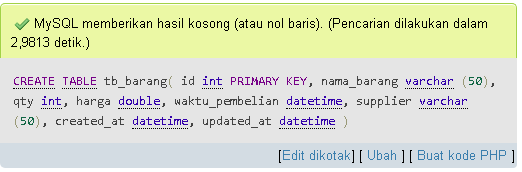 MySQL memberikan hasil kosong (atau nol baris). (Pencarian dilakukan dalam
2,9813 detik.)
CREATE TABLE tb_barang( id int PRIMARY KEY, nama_barang varchar (50),
qty int, harga double, waktu_pembelian datetime, supplier varchar
(50), created_at datetime, updated_at datetime )
[Edit dikotak] [ Ubah ] [ Buat kode PHP ]